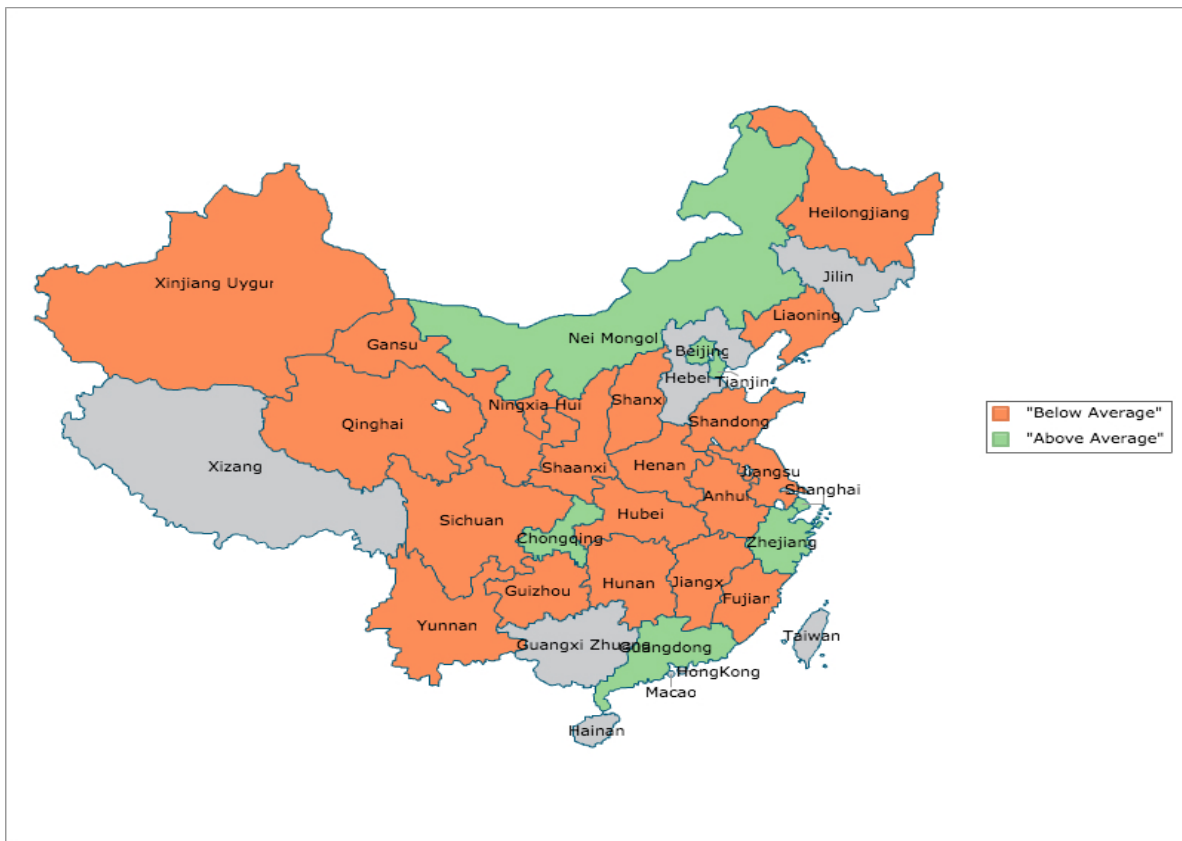 Heilongjiang
Jilin
Xinjiang Uygur
Liaoning
Nei Mongol
Gansu
Beijing
Hebei
Tianjin
Ningxia Hui
Shanx
Shandong
Qinghai
Xizang
Shaanxi
Henan
Jiangsu
Shanghai
Anhui
Sichuan
Hubei
Chongqing
Zhejiang
Guizhou
Hunan
Jiangx
Fujian
Yunnan
Guangxi Zhuang
Guangdong
Taiwan
HongKong
Macao
Hainan
"Below Average"
"Above Average"